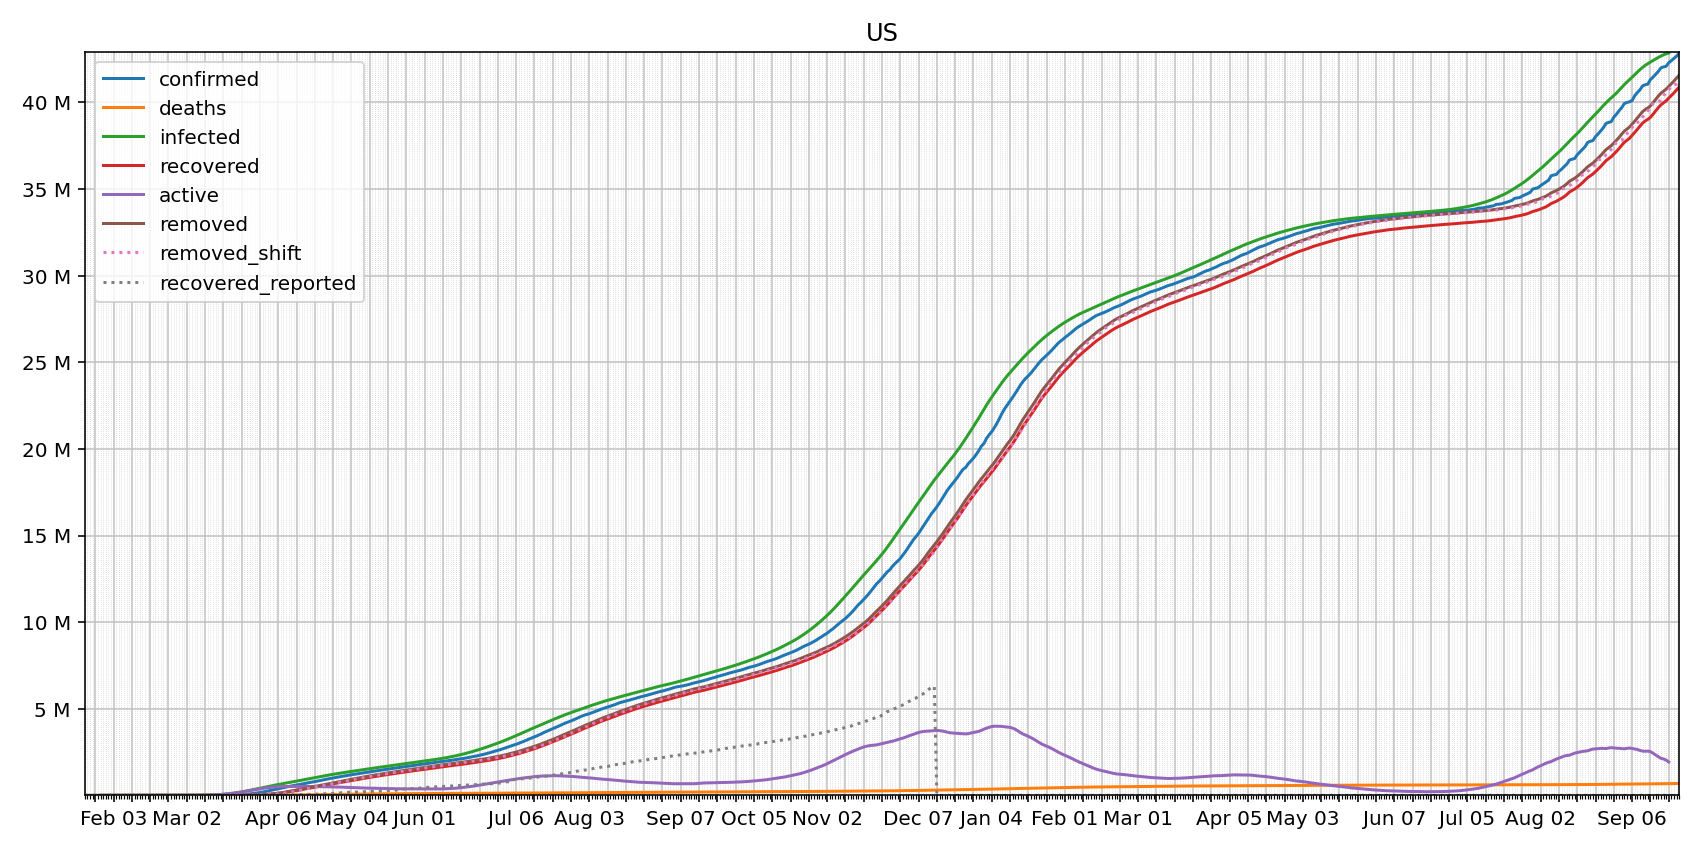 US
confirmed
deaths
infected
recovered
active
removed
removed_shift
recovered_reported
40 M
35 M
30 M
25 M
20 M
15 M
10 M
5 M
Feb 03 Mar 02 Apr 06 May 04 Jun 01 Jul 06 Aug 03 Sep 07 Oct 05 Nov 02 Dec 07 Jan 04 Feb 01 Mar 01 Apr 05 May 03 Jun 07 Jul 05 Aug 02 Sep 06